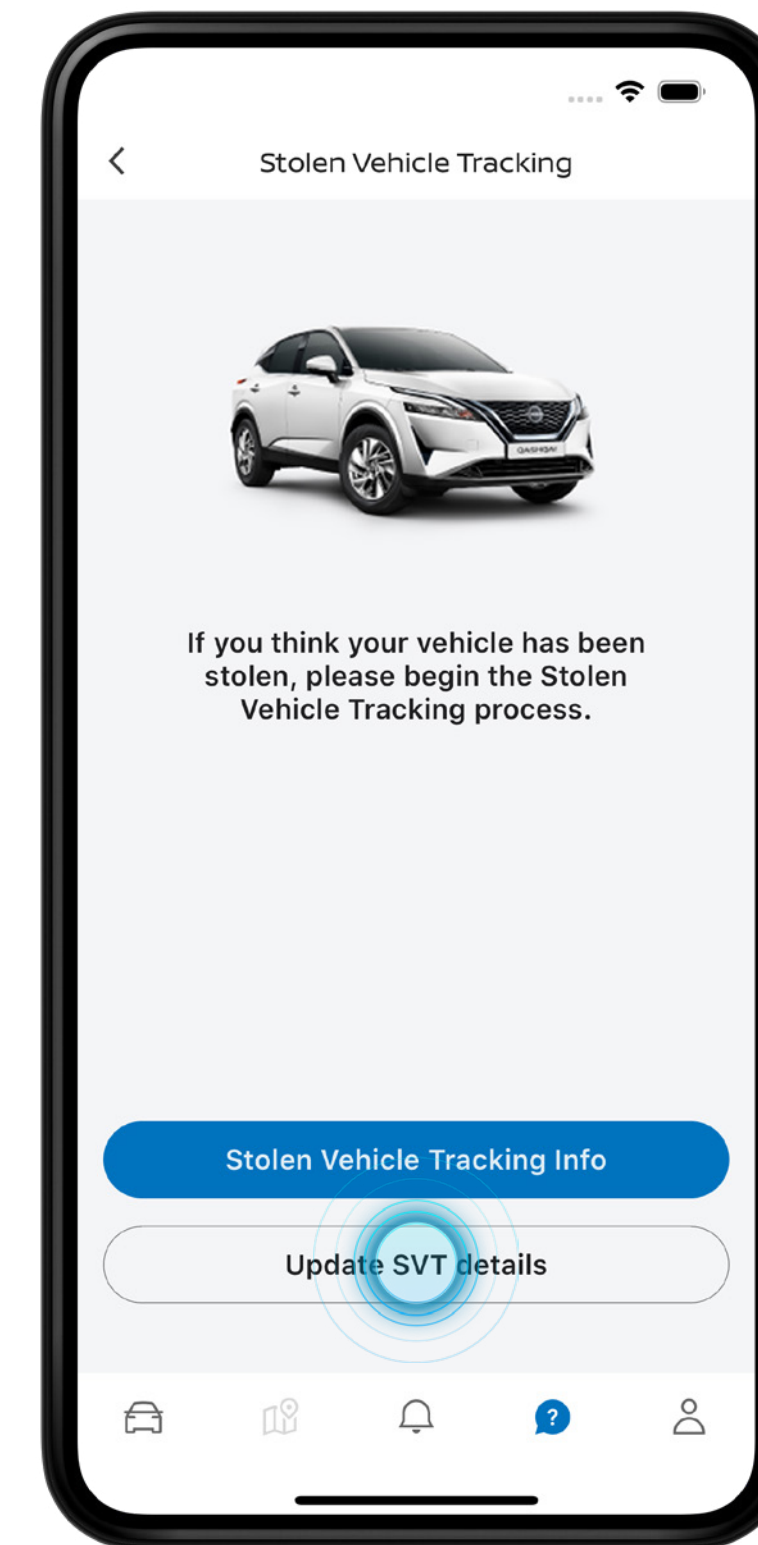 Stolen Vehicle Tracking
QASHQAI
If you think your vehicle has been
stolen, please begin the Stolen
Vehicle Tracking process.
Stolen Vehicle Tracking Info
Update SVT details
?